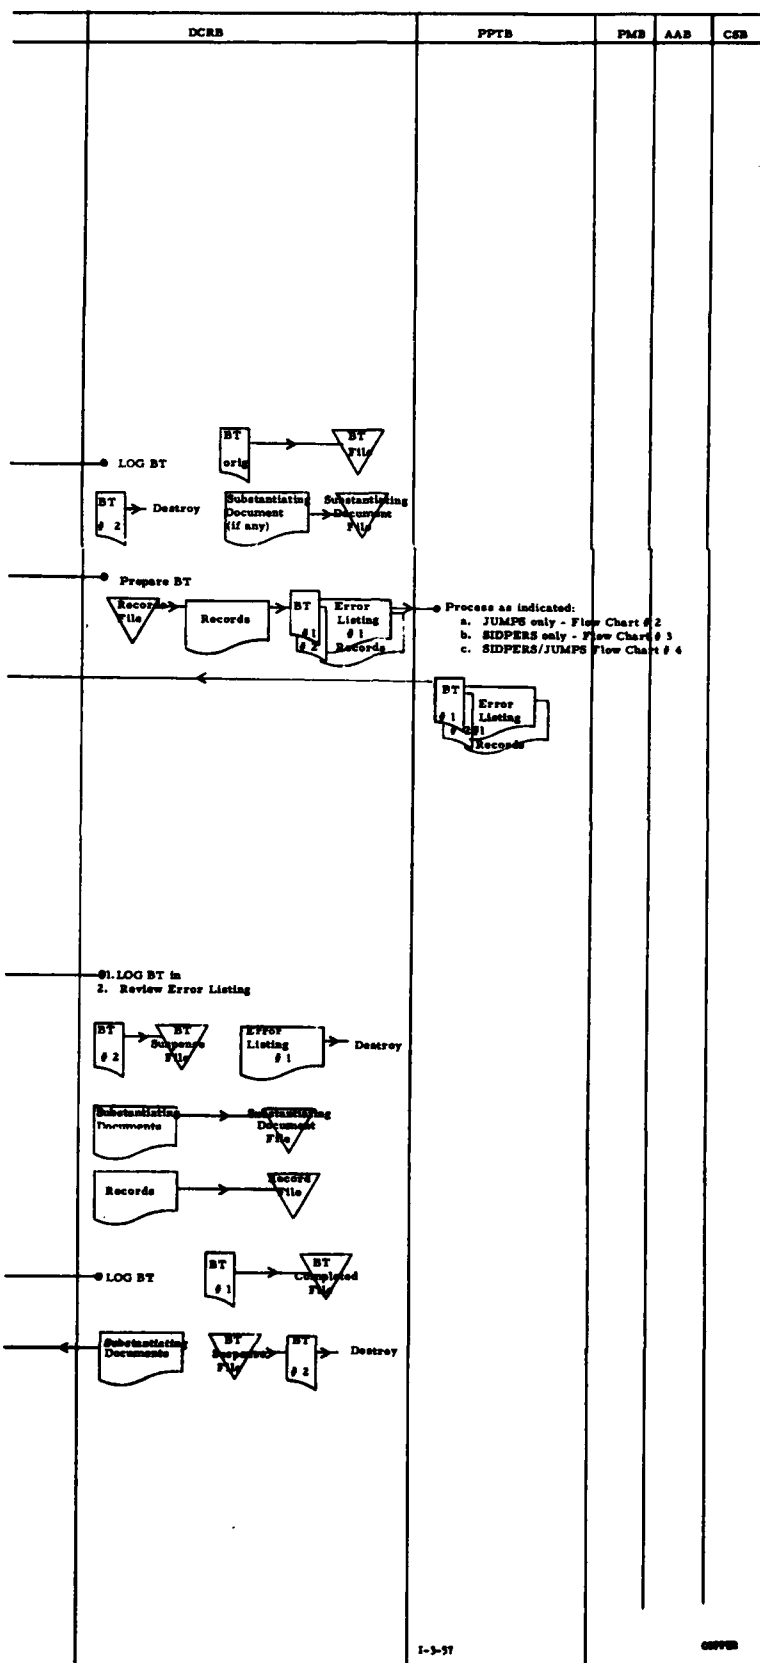 DCRB PPTB PMB AAB CSB
BT
orig
BT
File
LOG BT
BT
# 2
Destroy
Substantiating
Document
(if any)
Substantiating
Document
File
Prepare BT
Records
File
Records
BT
# 1
# 2
Error
Listing
# 1
Records
Process as indicated:
a. JUMPS only - Flow Chart # 2
b. SIDPERS only - Flow Chart # 3
c. SIDPERS/JUMPS Flow Chart # 4
BT
# 1
# 2
Error
Listing
#1
Records
1. LOG BT in
2. Review Error Listing
BT
# 2
BT
Suspense
File
Error
Listing
# 1
Destroy
Substantiating
Documents
Substantiating
Document
File
Records
Record
File
LOG BT
BT
# 1
BT
Completed
File
Substantiating
Documents
BT
Suspense
File
BT
# 2
Destroy
I-3-57